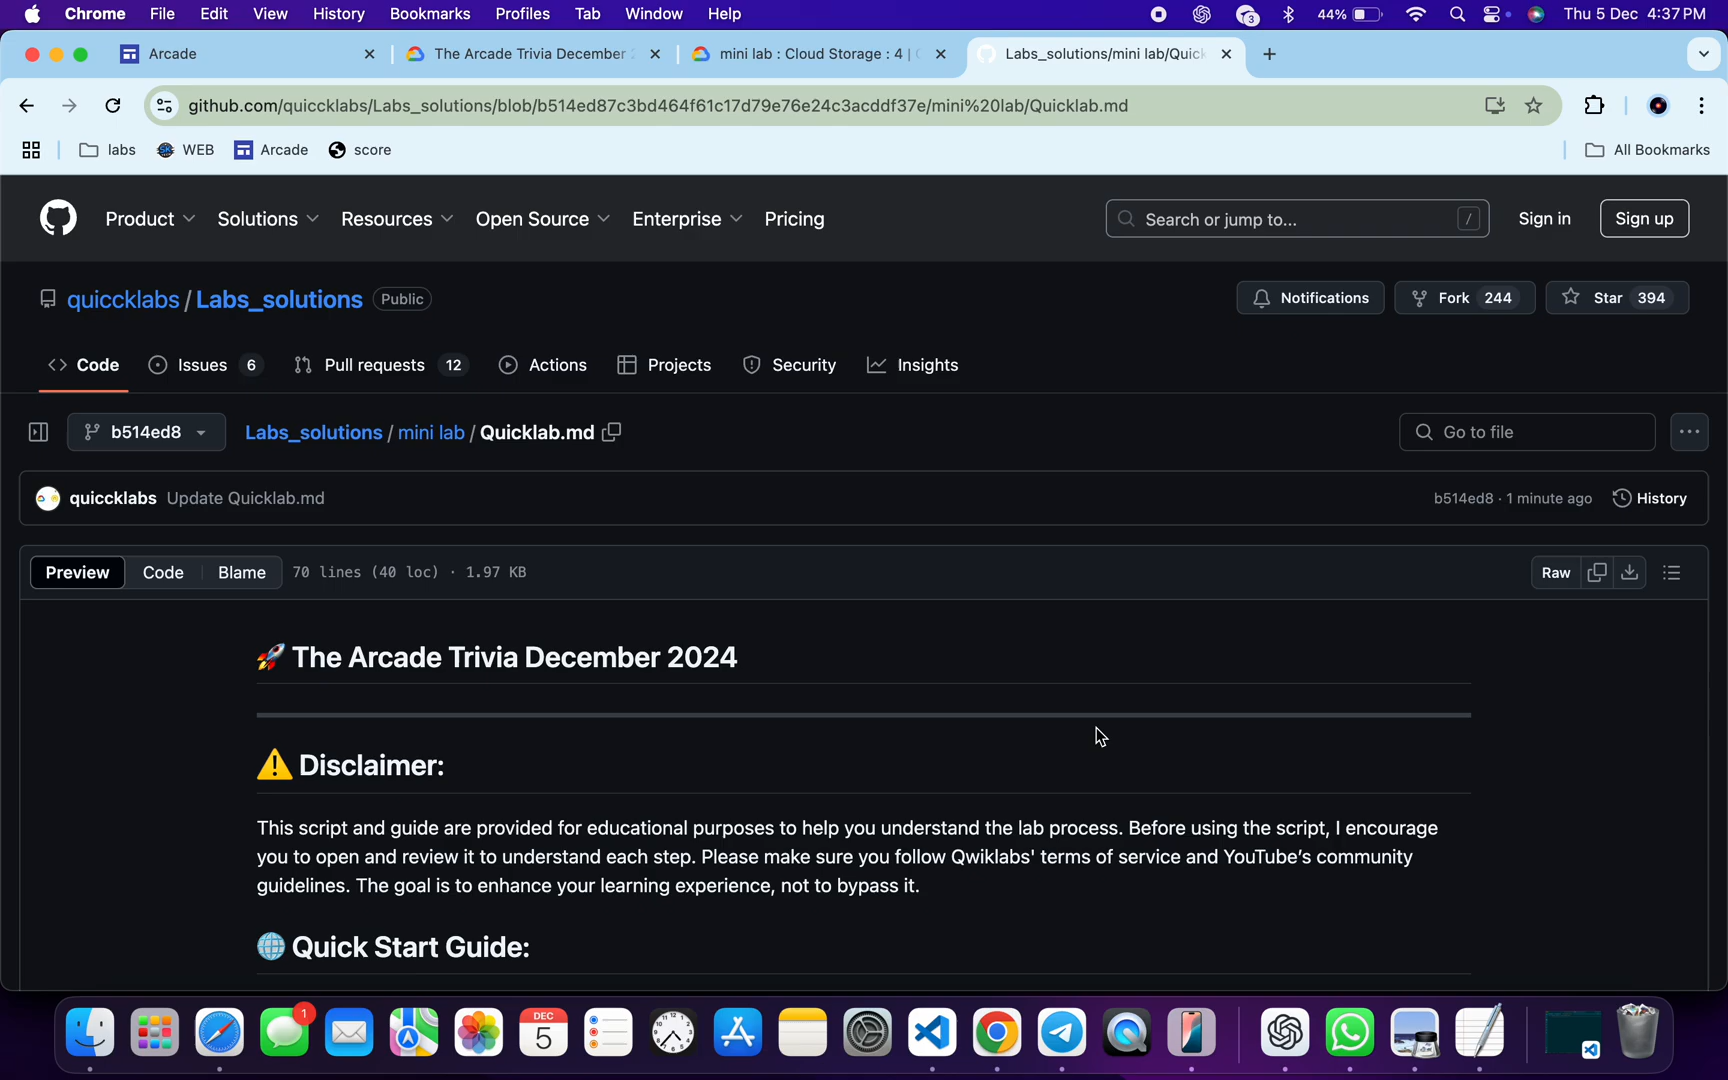 Chrome File Edit View History Bookmarks Profiles Tab Window Help 3 44% Thu 5 Dec 4:37 PM
Arcade The Arcade Trivia December mini lab : Cloud Storage : 4 | Labs_solutions/mini lab/Quick
github.com/quiccklabs/Labs_solutions/blob/b514ed87c3bd464f61c17d79e76e24c3acddf37e/mini%20lab/Quicklab.md
labs WEB Arcade score All Bookmarks
Product Solutions Resources Open Source Enterprise Pricing Search or jump to... / Sign in Sign up
quiccklabs / Labs_solutions Public Notifications Fork 244 Star 394
Code Issues 6 Pull requests 12 Actions Projects Security Insights
b514ed8 Labs_solutions / mini lab / Quicklab.md Go to file
quiccklabs Update Quicklab.md b514ed8 · 1 minute ago History
Preview Code Blame 70 lines (40 loc) · 1.97 KB Raw
🚀 The Arcade Trivia December 2024
⚠️ Disclaimer:
This script and guide are provided for educational purposes to help you understand the lab process. Before using the script, I encourage
you to open and review it to understand each step. Please make sure you follow Qwiklabs' terms of service and YouTube's community
guidelines. The goal is to enhance your learning experience, not to bypass it.
🌐 Quick Start Guide:
1
DEC
5